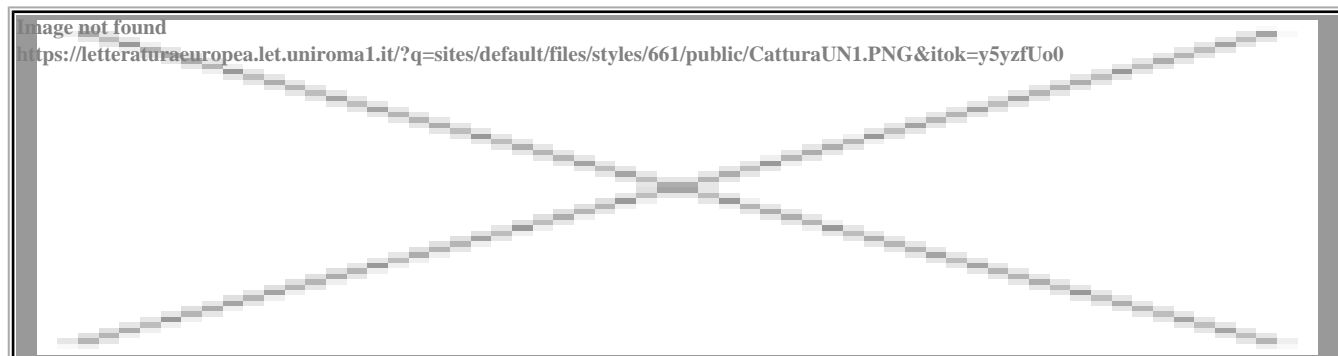 Image not found
https://letteraturaeuropea.let.uniroma1.it/?q=sites/default/files/styles/661/public/CatturaUN1.PNG&itok=y5yzfUo0